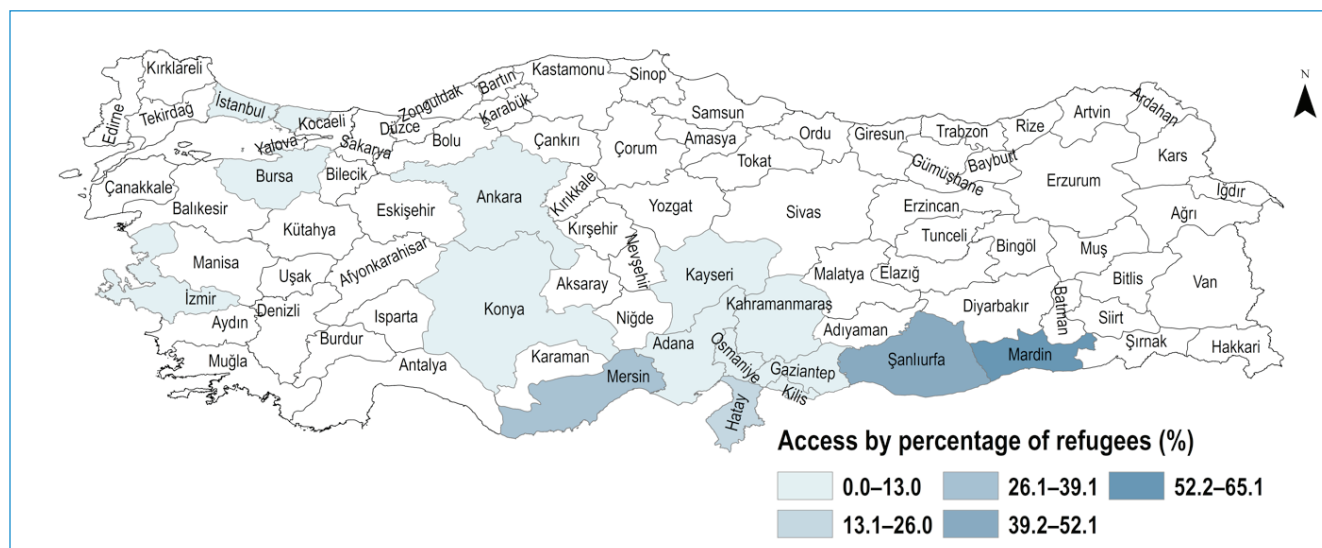 N
Kırklareli
Edirne
Tekirdağ
İstanbul
Kocaeli
Yalova
Sakarya
Düzce
Zonguldak
Bartın
Karabük
Kastamonu
Sinop
Samsun
Ordu
Giresun
Trabzon
Rize
Artvin
Ardahan
Kars
Iğdır
Çanakkale
Balıkesir
Bursa
Bilecik
Bolu
Çankırı
Çorum
Amasya
Tokat
Gümüşhane
Bayburt
Erzurum
Ağrı
Kütahya
Eskişehir
Ankara
Kırıkkale
Yozgat
Sivas
Erzincan
Tunceli
Bingöl
Muş
Bitlis
Van
Manisa
Uşak
Afyonkarahisar
Kırşehir
Nevşehir
Kayseri
Malatya
Elazığ
Diyarbakır
Batman
Siirt
Şırnak
Hakkari
İzmir
Aydın
Denizli
Isparta
Konya
Aksaray
Niğde
Kahramanmaraş
Adıyaman
Muğla
Burdur
Antalya
Karaman
Mersin
Adana
Osmaniye
Gaziantep
Kilis
Şanlıurfa
Mardin
Hatay
Access by percentage of refugees (%)
0.0–13.0
26.1–39.1
52.2–65.1
13.1–26.0
39.2–52.1